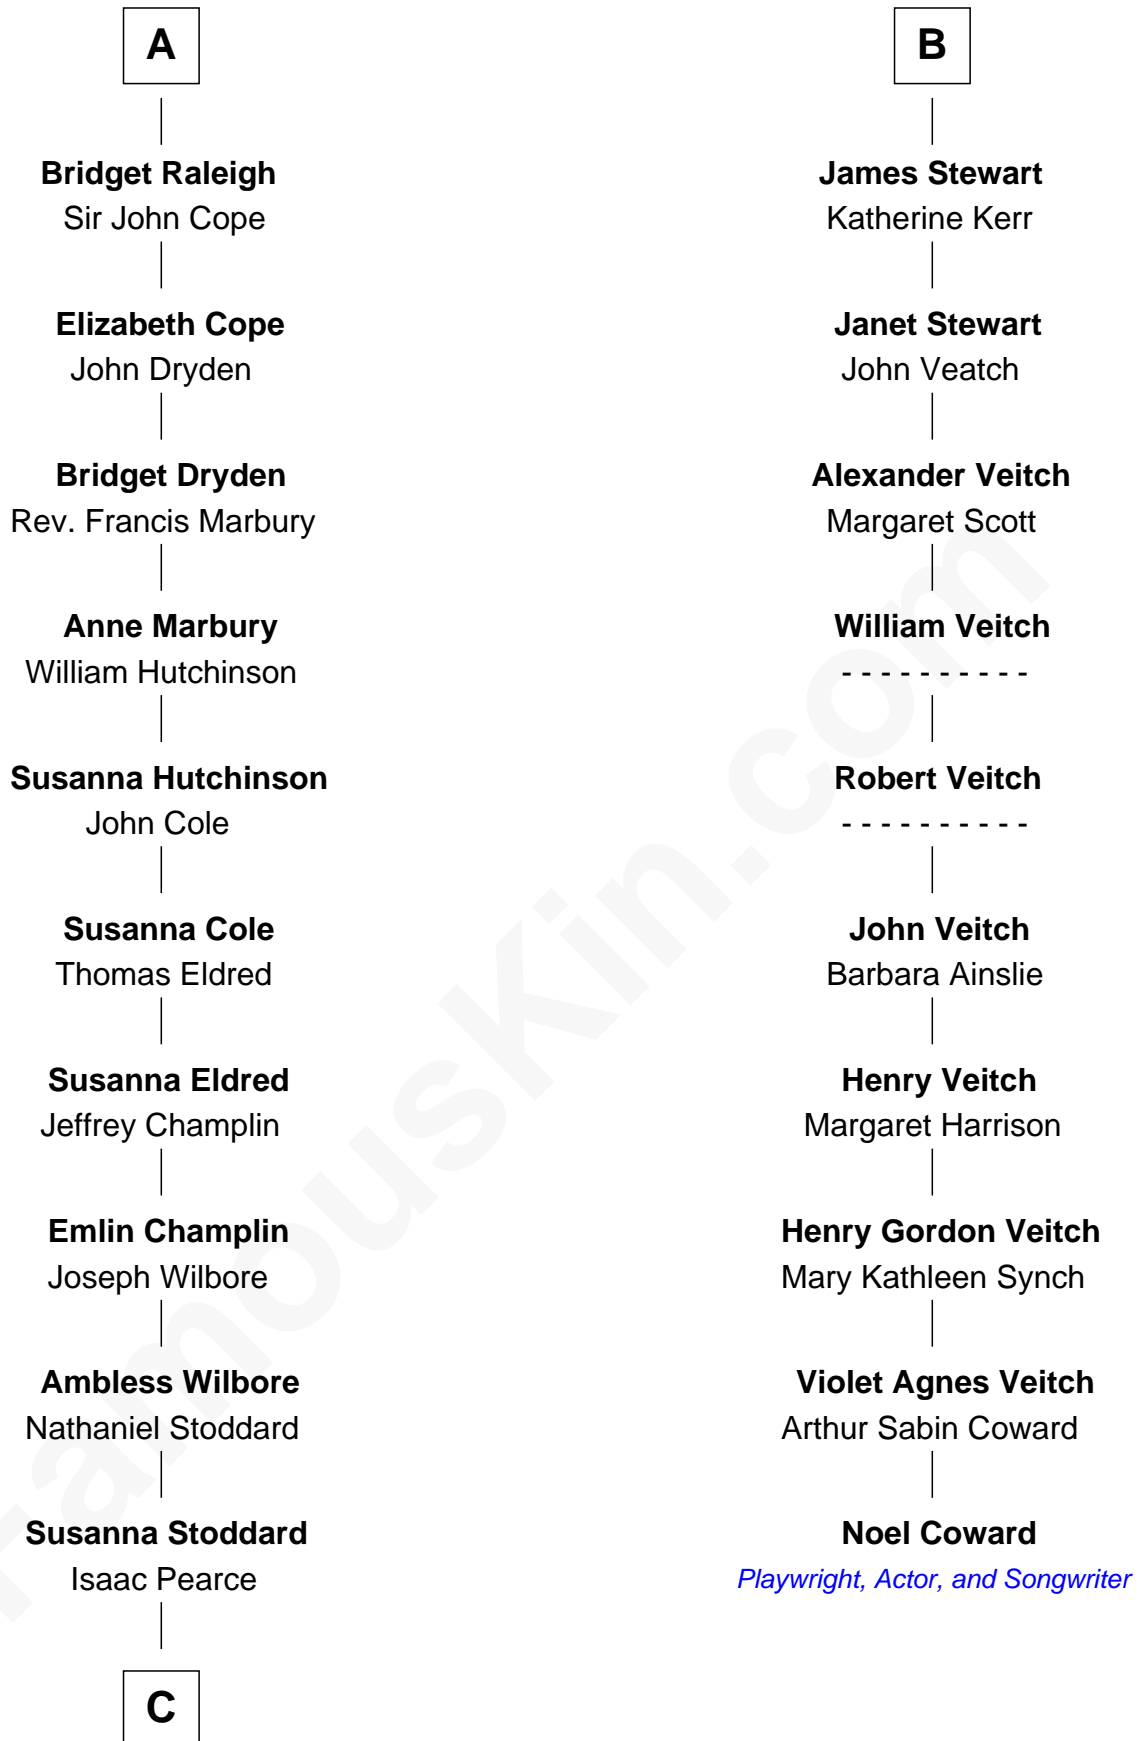 A
Bridget Raleigh
Sir John Cope
Elizabeth Cope
John Dryden
Bridget Dryden
Rev. Francis Marbury
Anne Marbury
William Hutchinson
Susanna Hutchinson
John Cole
Susanna Cole
Thomas Eldred
Susanna Eldred
Jeffrey Champlin
Emlin Champlin
Joseph Wilbore
Ambless Wilbore
Nathaniel Stoddard
Susanna Stoddard
Isaac Pearce
C
B
James Stewart
Katherine Kerr
Janet Stewart
John Veatch
Alexander Veitch
Margaret Scott
William Veitch
- - - - - - - - - -
Robert Veitch
- - - - - - - - - -
John Veitch
Barbara Ainslie
Henry Veitch
Margaret Harrison
Henry Gordon Veitch
Mary Kathleen Synch
Violet Agnes Veitch
Arthur Sabin Coward
Noel Coward
Playwright, Actor, and Songwriter
FamousKin.com